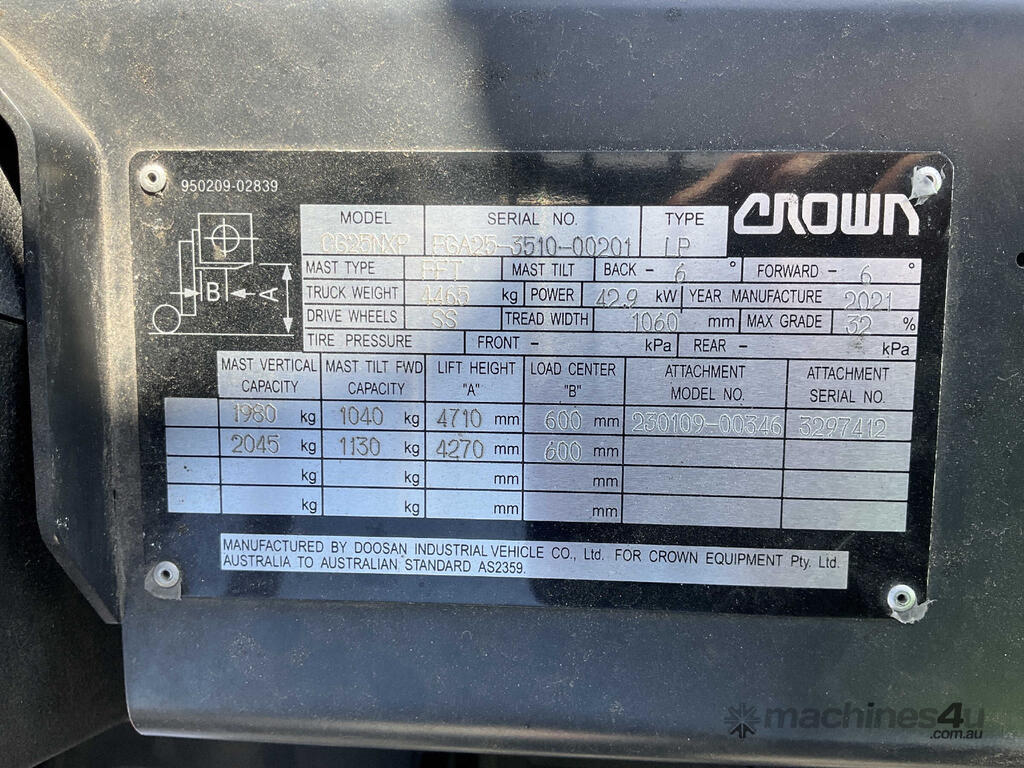 950209-02839
CROWN
MODEL SERIAL NO. TYPE
CG25NXP FGA25-3510-00201 LP
MAST TYPE FFT MAST TILT BACK - 6 ° FORWARD - 6 °
TRUCK WEIGHT 4465 kg POWER 42.9 kW YEAR MANUFACTURE 2021
DRIVE WHEELS SS TREAD WIDTH 1060 mm MAX GRADE 32 %
TIRE PRESSURE FRONT - kPa REAR - kPa
B
A
MAST VERTICAL CAPACITY MAST TILT FWD CAPACITY LIFT HEIGHT "A" LOAD CENTER "B" ATTACHMENT MODEL NO. ATTACHMENT SERIAL NO.
1980 kg 1040 kg 4710 mm 600 mm 230109-00346 3297412
2045 kg 1130 kg 4270 mm 600 mm
kg kg mm mm
kg kg mm mm
MANUFACTURED BY DOOSAN INDUSTRIAL VEHICLE CO., Ltd. FOR CROWN EQUIPMENT Pty. Ltd.
AUSTRALIA TO AUSTRALIAN STANDARD AS2359.
machines4u
.com.au